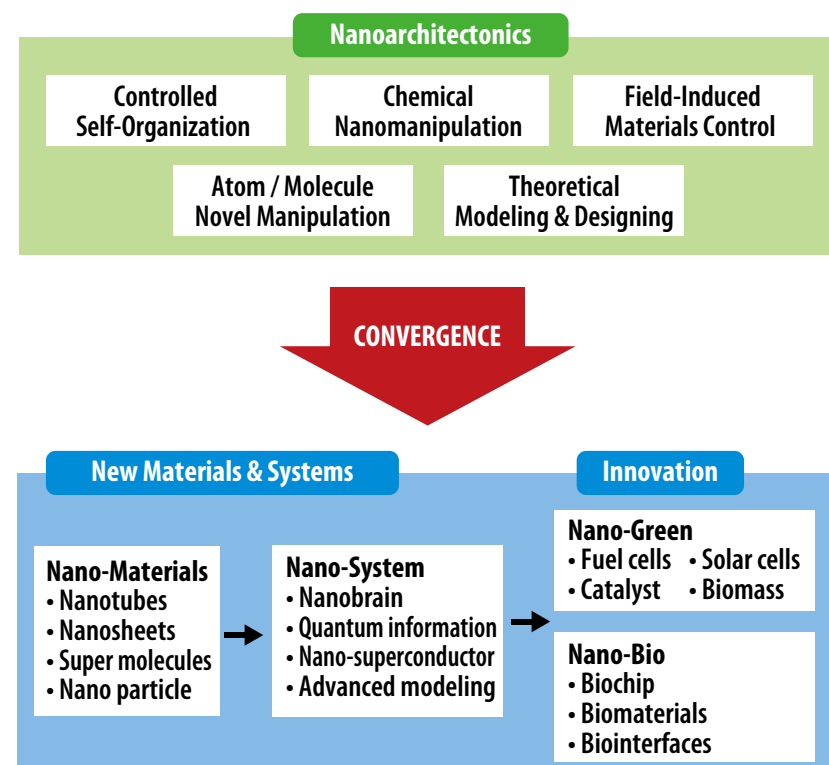 Nanoarchitectonics
Controlled
Self-Organization
Chemical
Nanomanipulation
Field-Induced
Materials Control
Atom / Molecule
Novel Manipulation
Theoretical
Modeling & Designing
CONVERGENCE
New Materials & Systems
Nano-Materials
• Nanotubes
• Nanosheets
• Super molecules
• Nano particle
Nano-System
• Nanobrain
• Quantum information
• Nano-superconductor
• Advanced modeling
Innovation
Nano-Green
• Fuel cells • Solar cells
• Catalyst • Biomass
Nano-Bio
• Biochip
• Biomaterials
• Biointerfaces